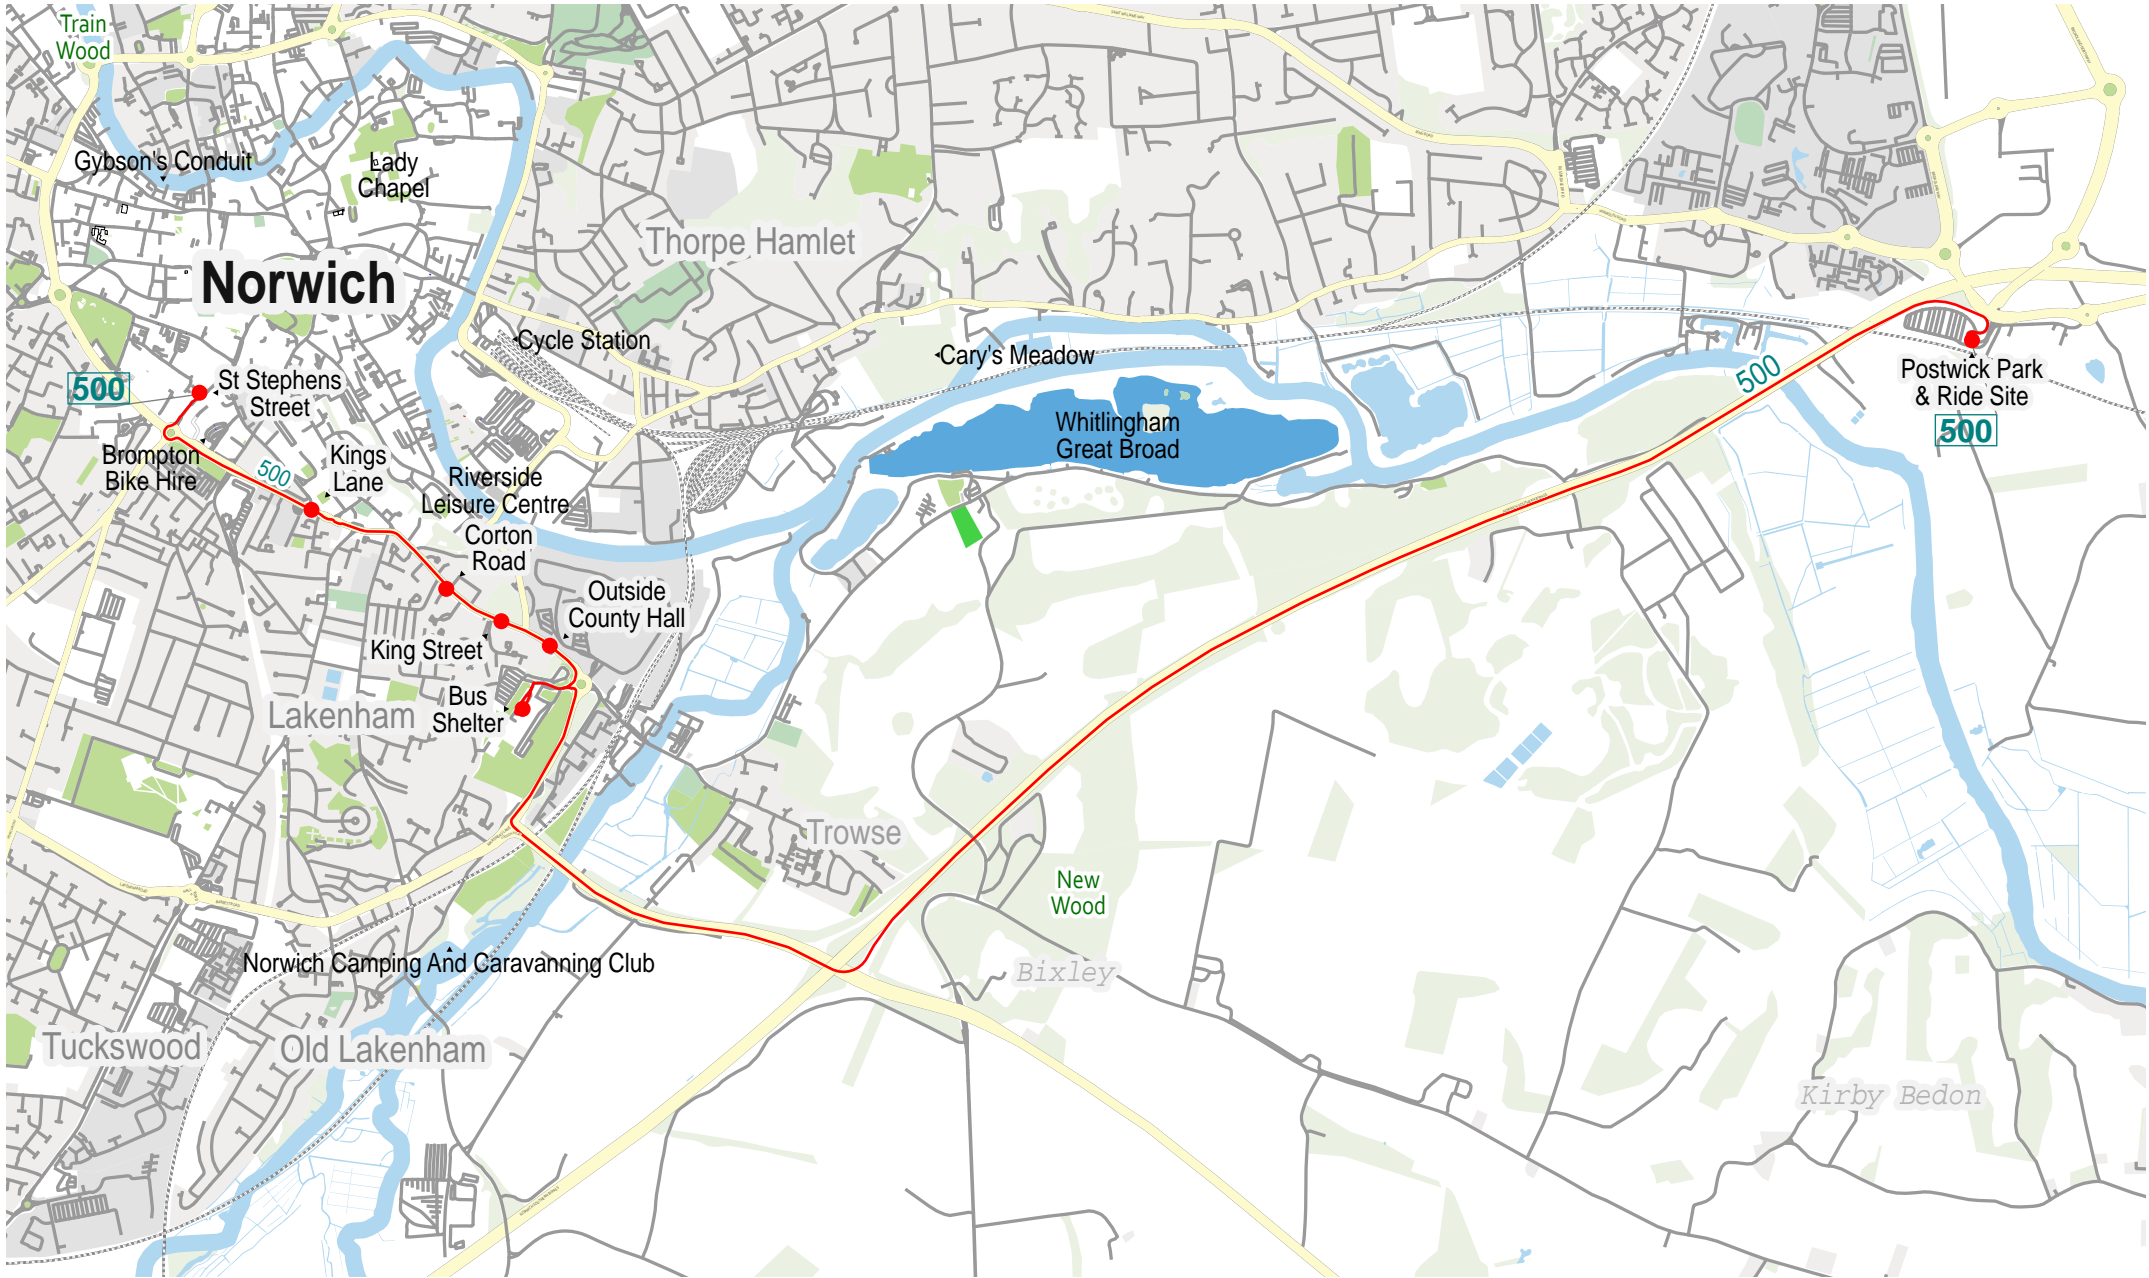 Train
Wood
Gybson's Conduit
Lady
Chapel
Norwich
Thorpe Hamlet
Cycle Station
Cary's Meadow
500
St Stephens
Street
Whitlingham
Great Broad
500
Postwick Park
& Ride Site
500
Brompton
Bike Hire
500
Kings
Lane
Riverside
Leisure Centre
Corton
Road
Outside
County Hall
King Street
Bus
Shelter
Lakenham
Trowse
New
Wood
Norwich Camping And Caravanning Club
Bixley
Tuckswood
Old Lakenham
Kirby Bedon